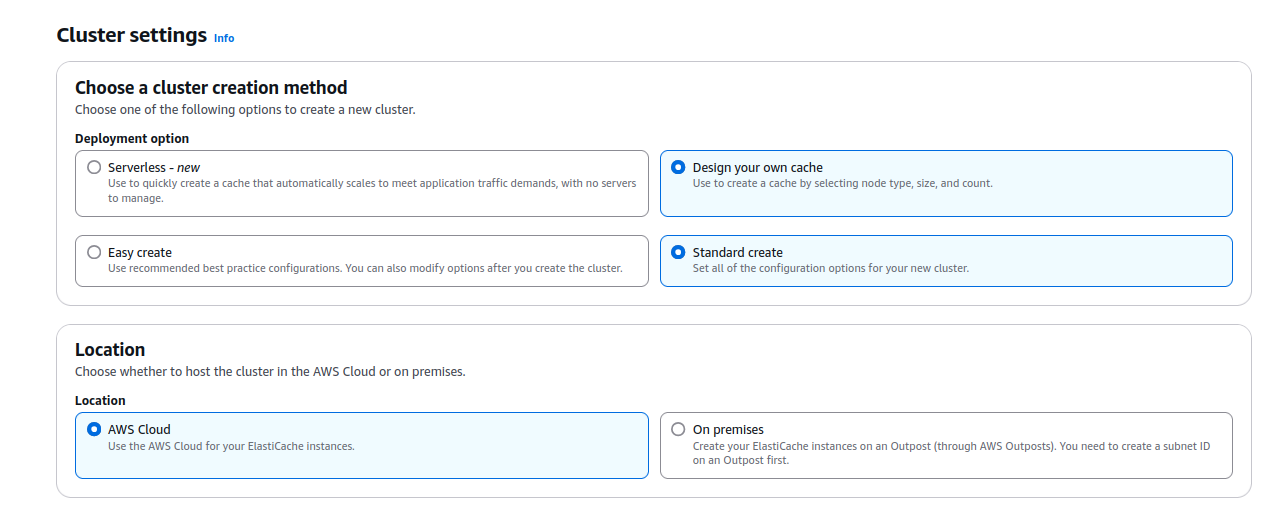 Cluster settings Info
Choose a cluster creation method
Choose one of the following options to create a new cluster.
Deployment option
Serverless - new
Use to quickly create a cache that automatically scales to meet application traffic demands, with no servers
to manage.
Design your own cache
Use to create a cache by selecting node type, size, and count.
Easy create
Use recommended best practice configurations. You can also modify options after you create the cluster.
Standard create
Set all of the configuration options for your new cluster.
Location
Choose whether to host the cluster in the AWS Cloud or on premises.
Location
AWS Cloud
Use the AWS Cloud for your ElastiCache instances.
On premises
Create your ElastiCache instances on an Outpost (through AWS Outposts). You need to create a subnet ID
on an Outpost first.